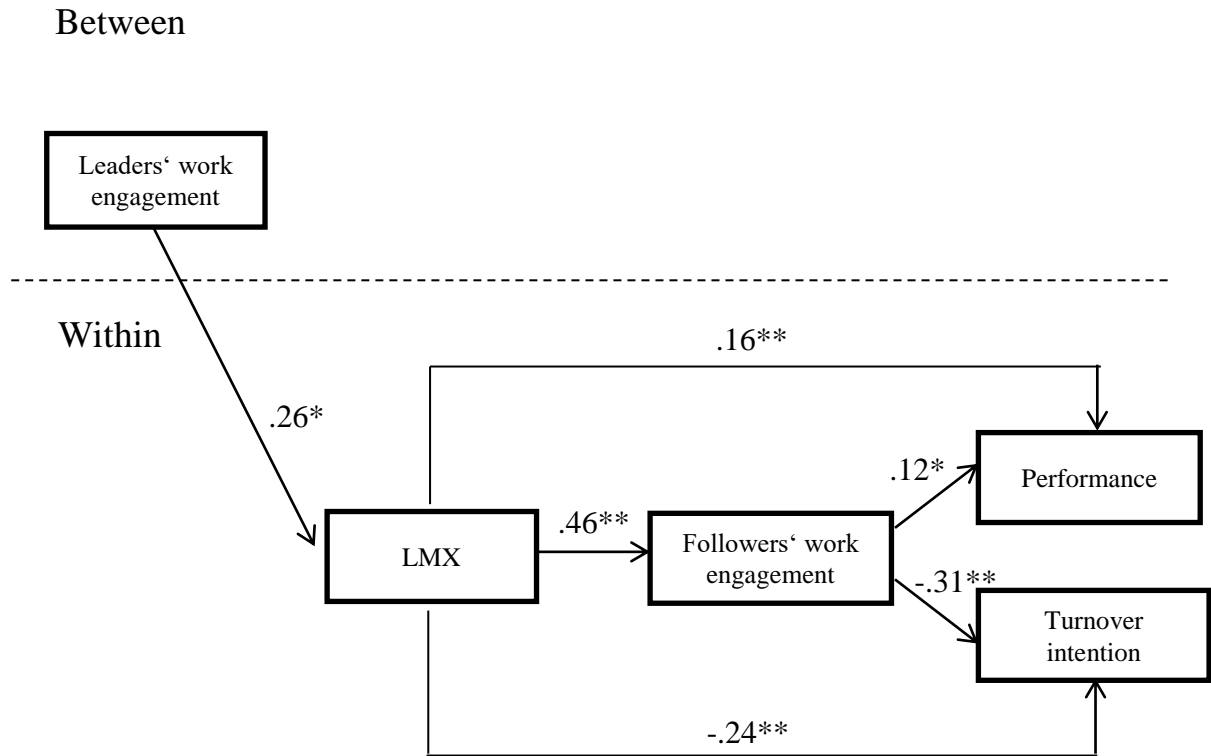 Between
Leaders‘ work
engagement
Within
.16**
.26*
.12*
Performance
.46**
LMX
Followers‘ work
engagement
-.31**
Turnover
intention
-.24**